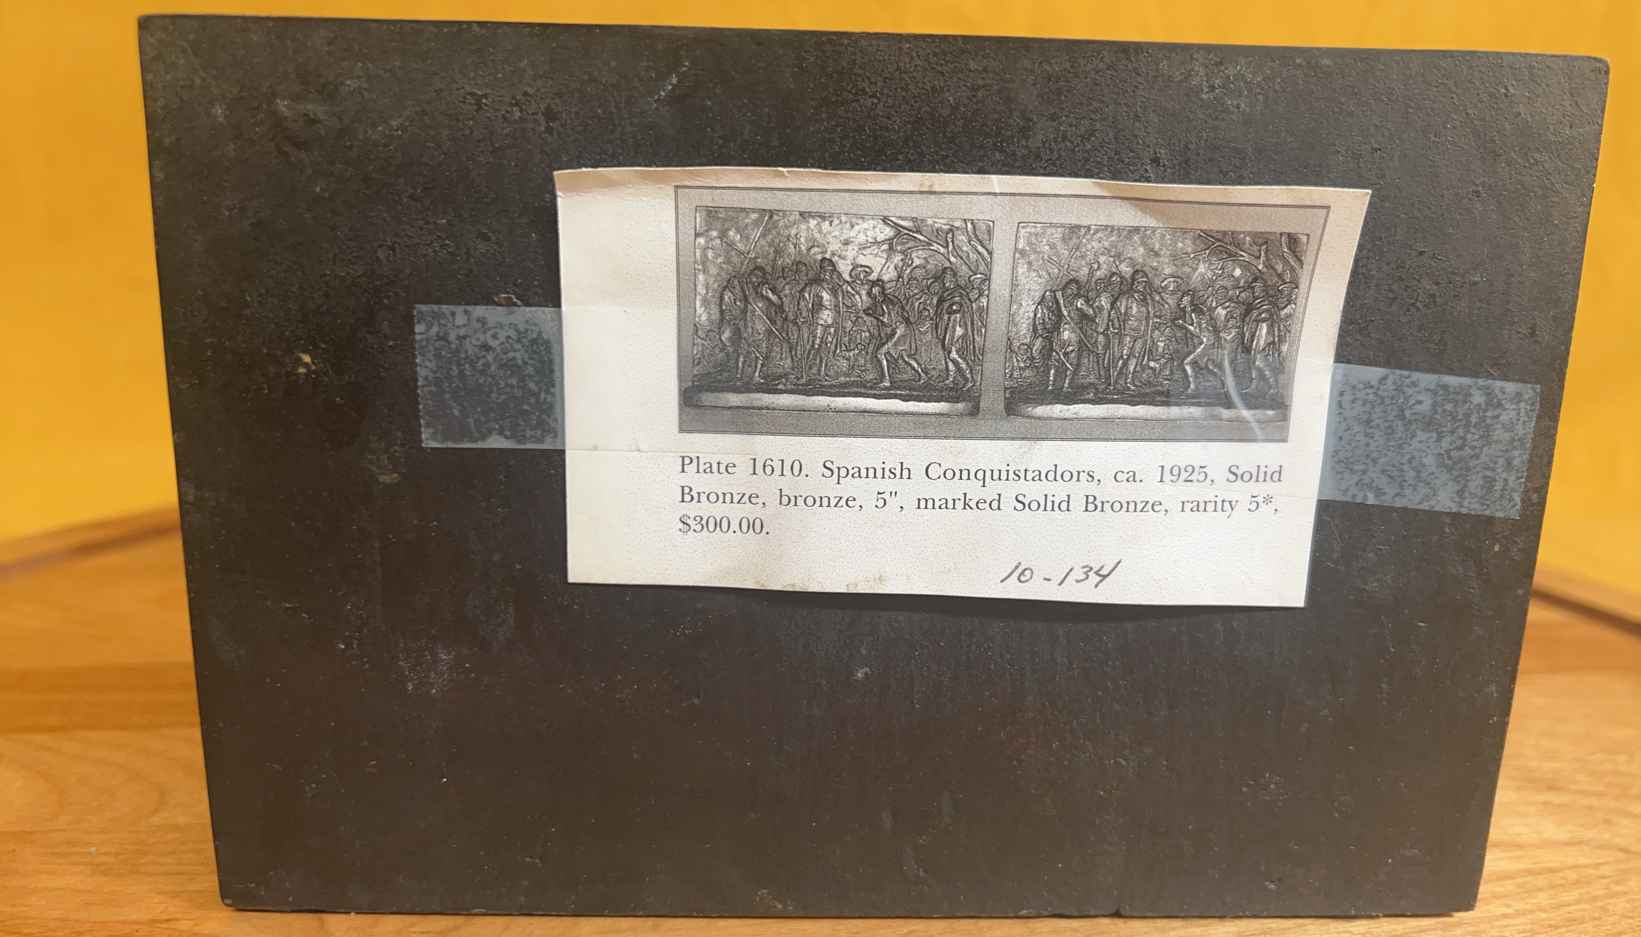 Plate 1610. Spanish Conquistadors, ca. 1925, Solid
Bronze, bronze, 5", marked Solid Bronze, rarity 5*,
$300.00.
10-134